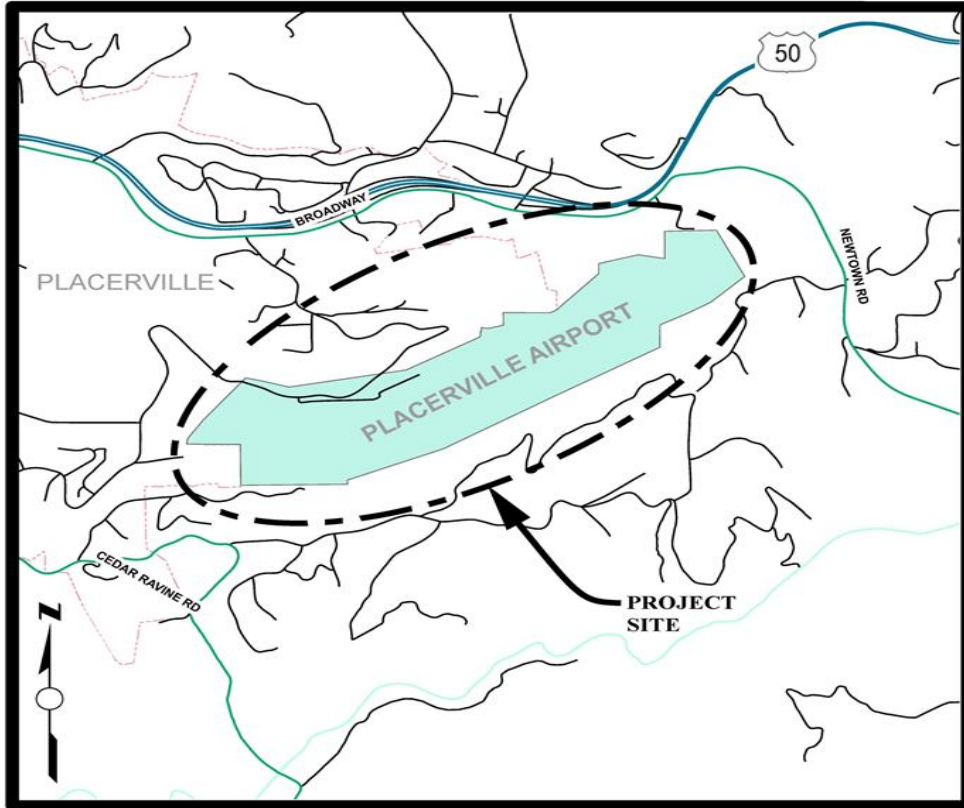 50
BROADWAY
PLACERVILLE
NEWTOWN RD
PLACERVILLE AIRPORT
CEDAR RAVINE RD
PROJECT
SITE
N